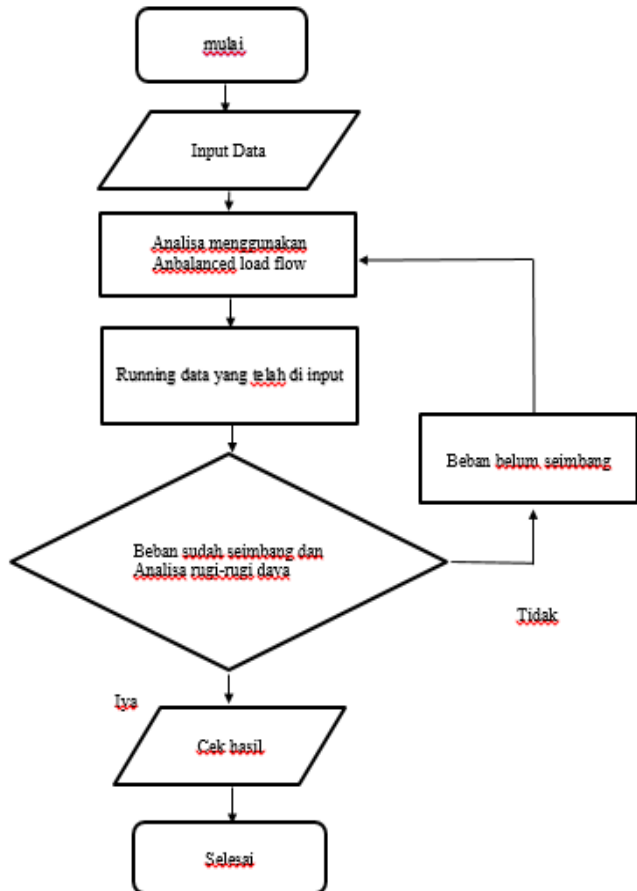 mulai
Input Data
Analisa menggunakan
Anbalanced load flow
Running data yang telah di input
Beban belum seimbang
Beban sudah seimbang dan
Analisa rugi-rugi daya
Tidak
Iya
Cek hasil
Selesai